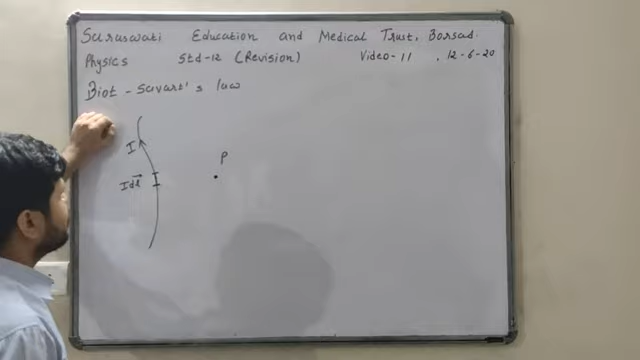 Saraswati Education and Medical Trust, Borsad.
Physics Std-12 (Revision) Video-11 . 12-6-20
Biot - Savart's law
I
P
Idl